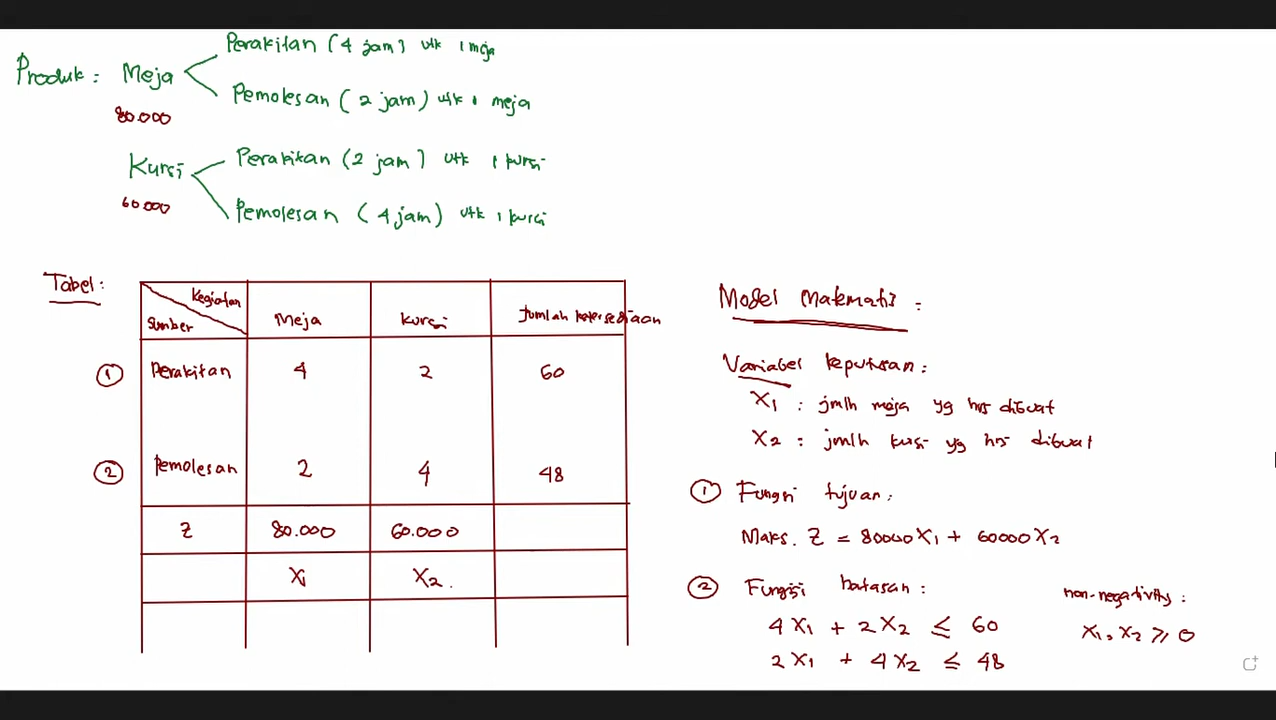 Perakitan (4 jam) utk 1 meja
Produk : Meja
Pemolesan (2 jam) utk 1 meja
80.000
Kursi
Perakitan (2 jam) utk 1 kursi
60.000
Pemolesan (4 jam) utk 1 kursi
Tabel :
Kegiatan
Sumber
Meja
Kursi
Jumlah ketersediaan
① Perakitan 4 2 60
② Pemolesan 2 4 48
Z 80.000 60.000
X1 X2.
Model Matematis :
Variabel keputusan :
X1 : jmlh meja yg hrs dibuat
X2 : jmlh kursi yg hrs dibuat
① Fungsi tujuan :
Maks. Z = 80000X1 + 60000X2
② Fungsi batasan :
4X1 + 2X2 ≤ 60
2X1 + 4X2 ≤ 48
non-negativity :
X1, X2 ≥ 0